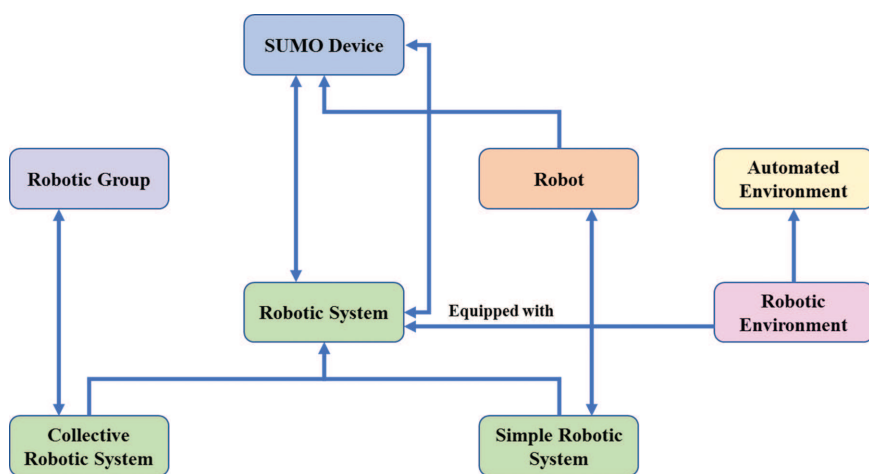 SUMO Device
Robotic Group
Robot
Automated
Environment
Robotic System
Equipped with
Robotic
Environment
Collective
Robotic System
Simple Robotic
System